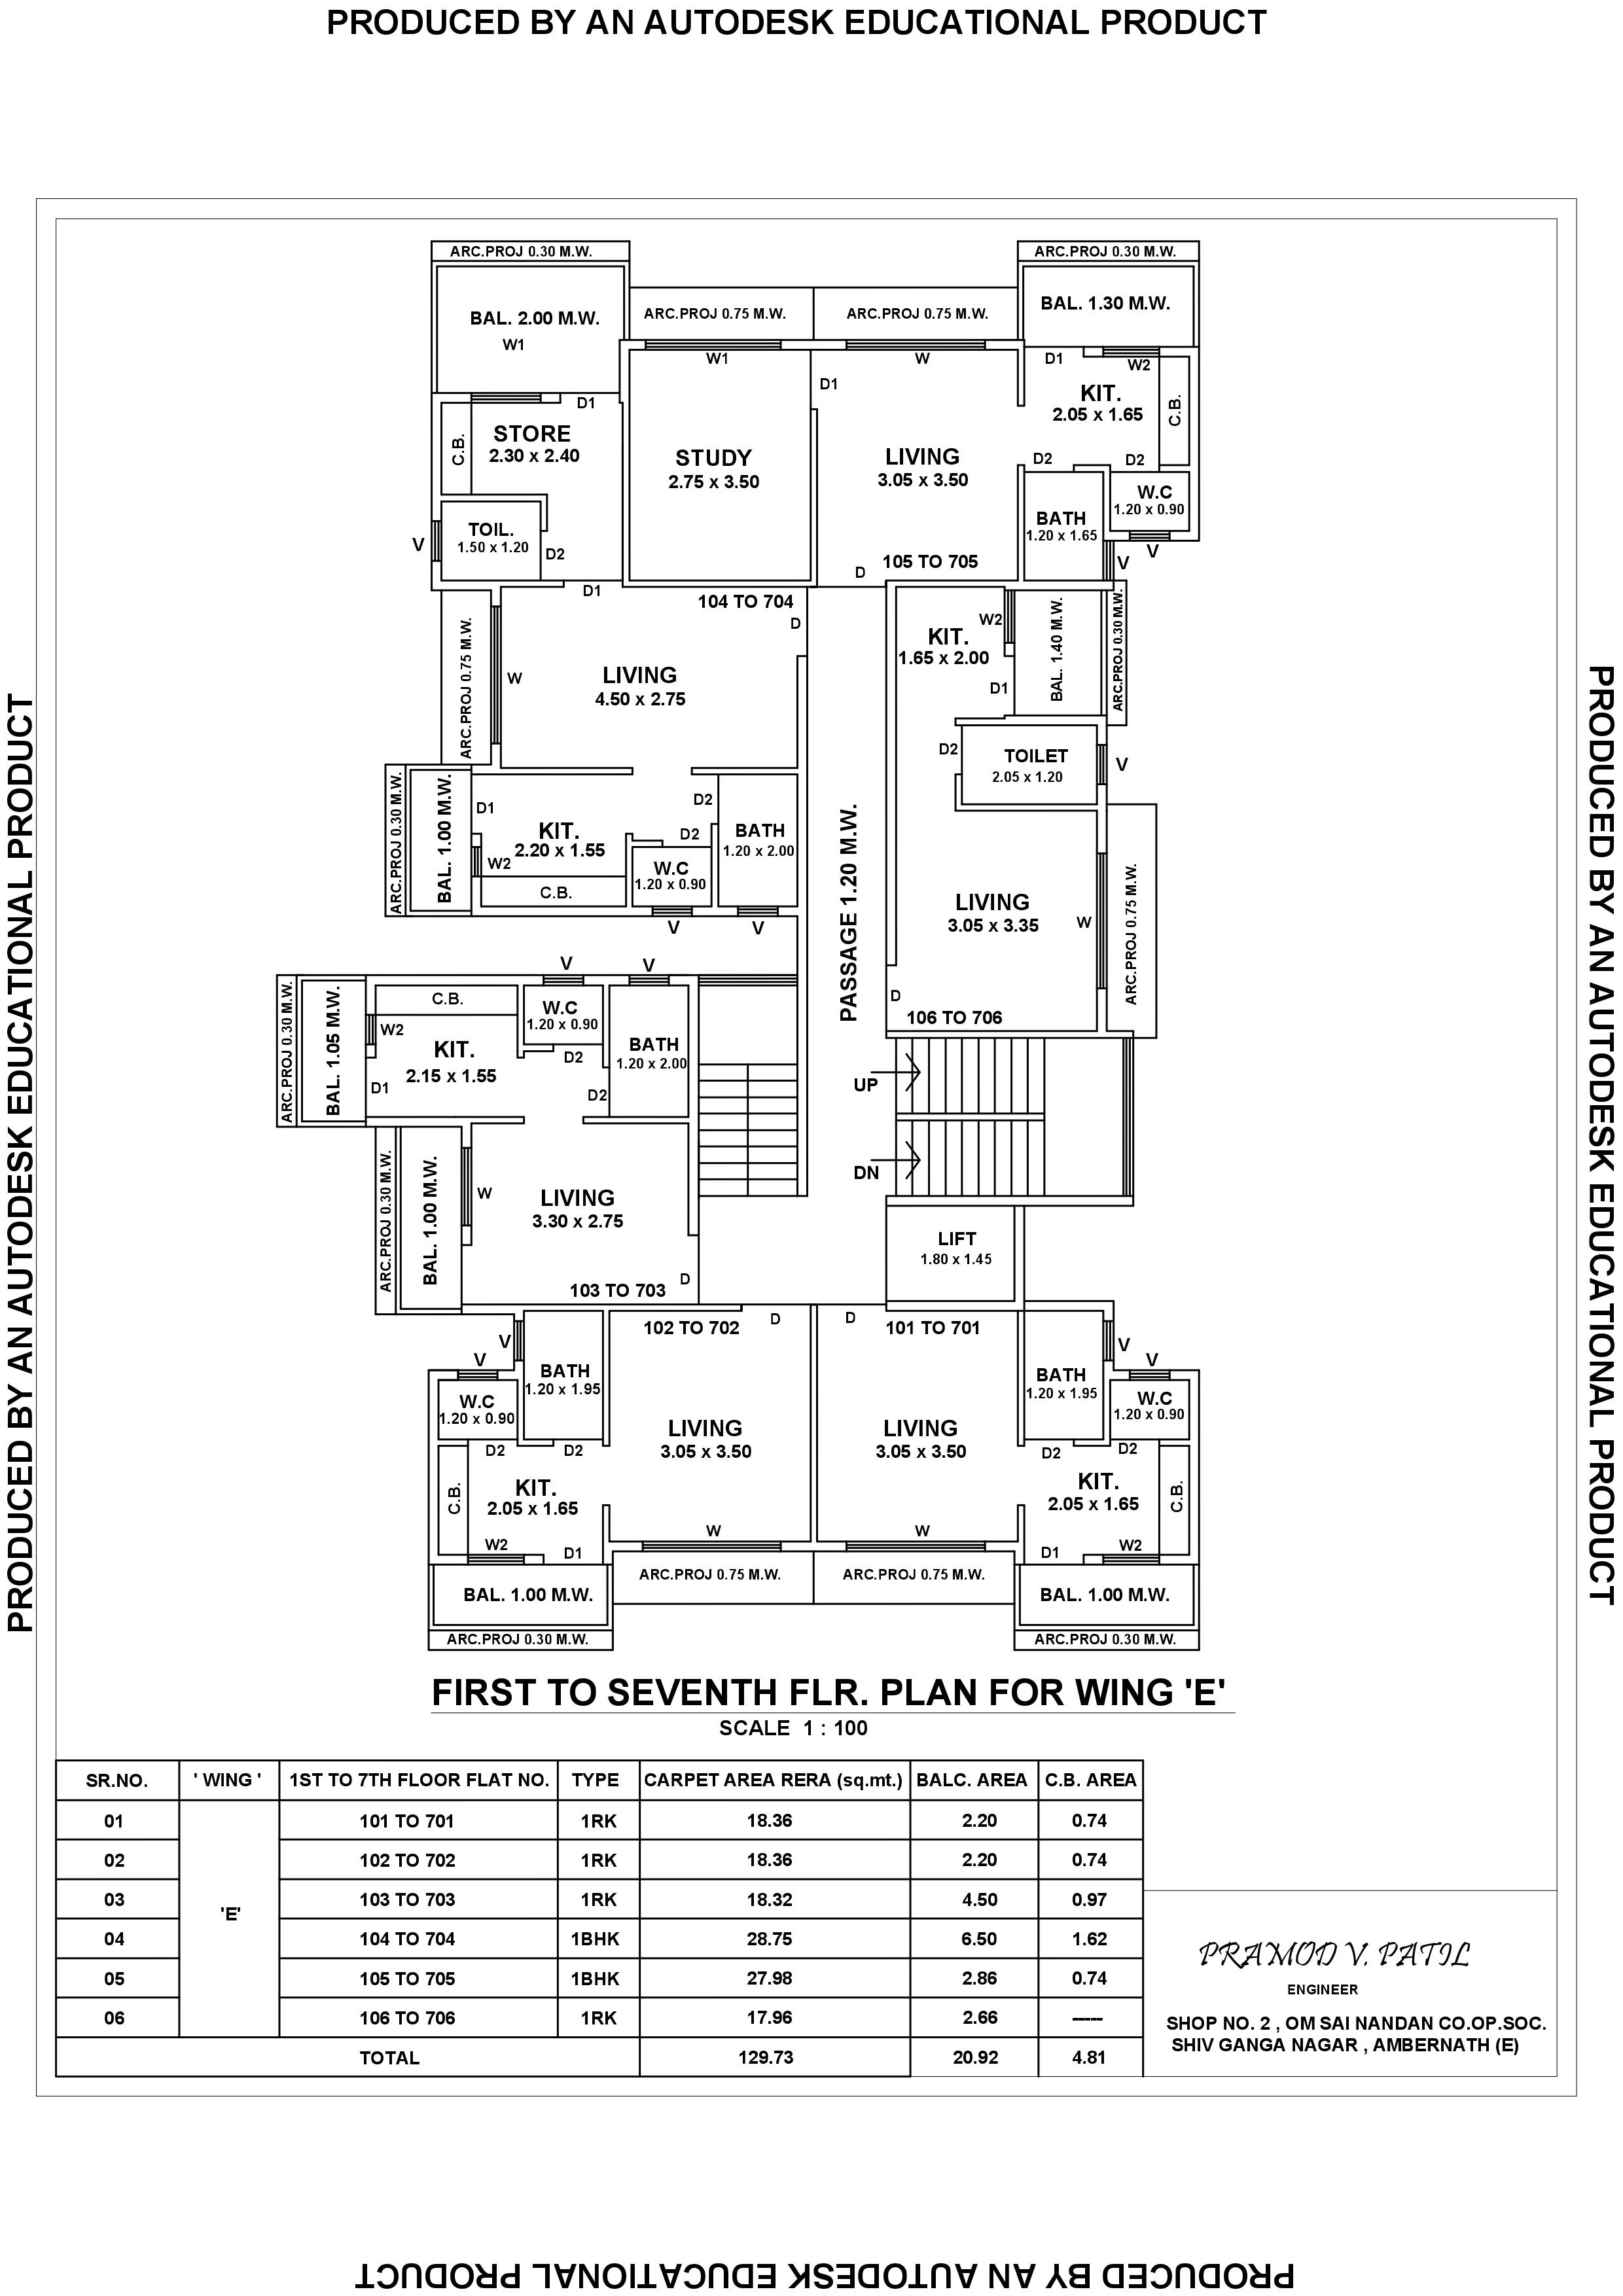 PRODUCED BY AN AUTODESK EDUCATIONAL PRODUCT
ARC.PROJ 0.30 M.W.
ARC.PROJ 0.30 M.W.
BAL. 2.00 M.W.
W1
ARC.PROJ 0.75 M.W.
ARC.PROJ 0.75 M.W.
BAL. 1.30 M.W.
W1
W
D1
W2
D1
D1
KIT.
2.05 x 1.65
C.B.
C.B.
STORE
2.30 x 2.40
STUDY
2.75 x 3.50
LIVING
3.05 x 3.50
D2
D2
W.C
1.20 x 0.90
BATH
1.20 x 1.65
V
TOIL.
1.50 x 1.20
D2
V
V
105 TO 705
D
D1
104 TO 704
D
ARC.PROJ 0.75 M.W.
W
LIVING
4.50 x 2.75
KIT.
1.65 x 2.00
W2
D1
BAL. 1.40 M.W.
ARC.PROJ 0.30 M.W.
D2
TOILET
2.05 x 1.20
V
ARC.PROJ 0.30 M.W.
BAL. 1.00 M.W.
D1
W2
KIT.
2.20 x 1.55
C.B.
D2
D2
W.C
1.20 x 0.90
BATH
1.20 x 2.00
V
V
PASSAGE 1.20 M.W.
LIVING
3.05 x 3.35
W
ARC.PROJ 0.75 M.W.
D
106 TO 706
V
V
ARC.PROJ 0.30 M.W.
BAL. 1.05 M.W.
C.B.
W2
D1
KIT.
2.15 x 1.55
W.C
1.20 x 0.90
D2
BATH
1.20 x 2.00
D2
UP
DN
ARC.PROJ 0.30 M.W.
BAL. 1.00 M.W.
W
LIVING
3.30 x 2.75
D
103 TO 703
LIFT
1.80 x 1.45
102 TO 702
D
D
101 TO 701
V
V
BATH
1.20 x 1.95
W.C
1.20 x 0.90
D2
D2
LIVING
3.05 x 3.50
LIVING
3.05 x 3.50
BATH
1.20 x 1.95
V
V
W.C
1.20 x 0.90
D2
D2
C.B.
KIT.
2.05 x 1.65
W2
D1
W
W
KIT.
2.05 x 1.65
C.B.
D1
W2
BAL. 1.00 M.W.
ARC.PROJ 0.75 M.W.
ARC.PROJ 0.75 M.W.
BAL. 1.00 M.W.
ARC.PROJ 0.30 M.W.
ARC.PROJ 0.30 M.W.
FIRST TO SEVENTH FLR. PLAN FOR WING 'E'
SCALE 1 : 100
SR.NO. ' WING ' 1ST TO 7TH FLOOR FLAT NO. TYPE CARPET AREA RERA (sq.mt.) BALC. AREA C.B. AREA
01 101 TO 701 1RK 18.36 2.20 0.74
02 102 TO 702 1RK 18.36 2.20 0.74
03 103 TO 703 1RK 18.32 4.50 0.97
'E'
04 104 TO 704 1BHK 28.75 6.50 1.62
05 105 TO 705 1BHK 27.98 2.86 0.74
06 106 TO 706 1RK 17.96 2.66 -----
TOTAL 129.73 20.92 4.81
PRAMOD V. PATIL
ENGINEER
SHOP NO. 2 , OM SAI NANDAN CO.OP.SOC.
SHIV GANGA NAGAR , AMBERNATH (E)
PRODUCED BY AN AUTODESK EDUCATIONAL PRODUCT
PRODUCED BY AN AUTODESK EDUCATIONAL PRODUCT
PRODUCED BY AN AUTODESK EDUCATIONAL PRODUCT